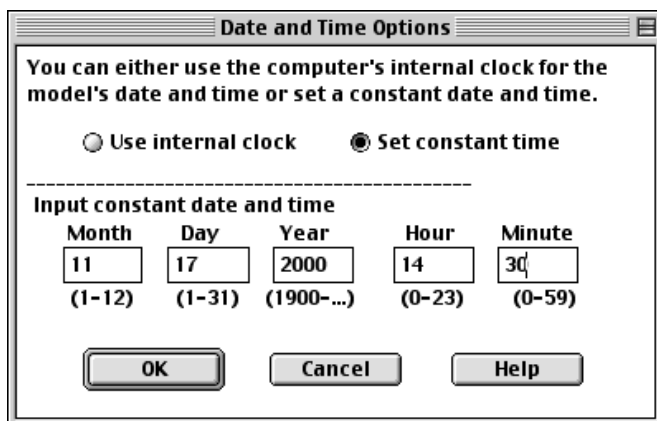 Date and Time Options
You can either use the computer's internal clock for the
model's date and time or set a constant date and time.
Use internal clock Set constant time
Input constant date and time
Month Day Year Hour Minute
11 17 2000 14 30
(1-12) (1-31) (1900-...) (0-23) (0-59)
OK Cancel Help